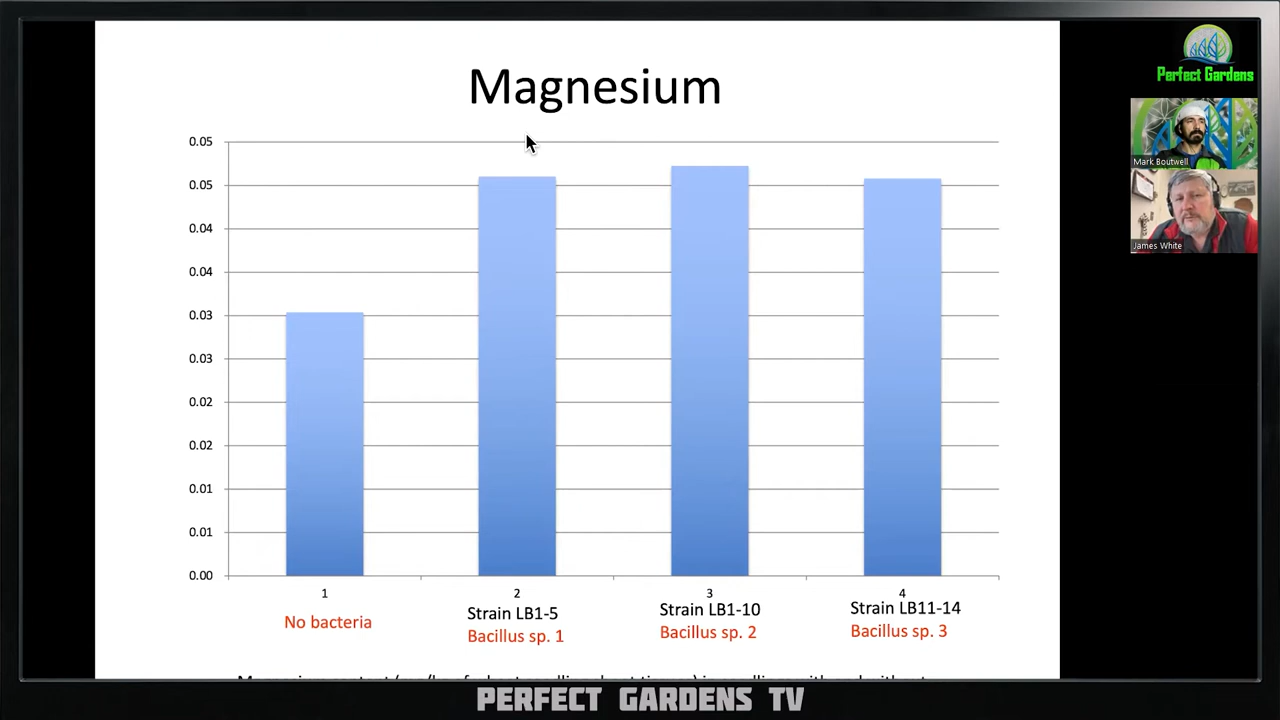 Magnesium
Perfect Gardens
Mark Boutwell
James White
0.05
0.05
0.04
0.04
0.03
0.03
0.02
0.02
0.01
0.01
0.00
1
2
3
4
No bacteria
Strain LB1-5
Bacillus sp. 1
Strain LB1-10
Bacillus sp. 2
Strain LB11-14
Bacillus sp. 3
PERFECT GARDENS TV